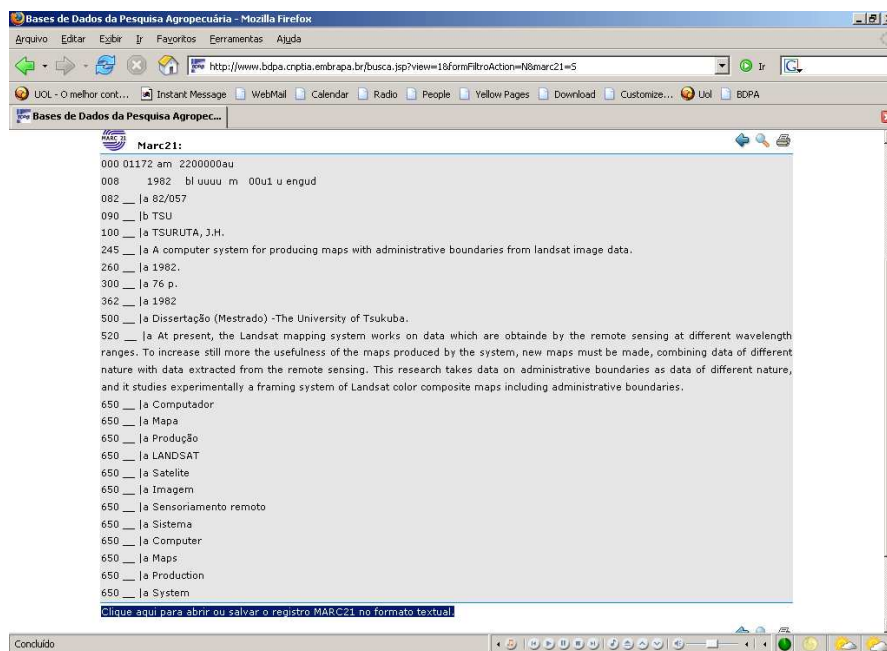 Bases de Dados da Pesquisa Agropecuária - Mozilla Firefox
Arquivo Editar Exibir Ir Favoritos Ferramentas Ajuda
http://www.bdpa.cnptia.embrapa.br/busca.jsp?view=1&formFiltroAction=N&marc21=S
Ir
UOL - O melhor cont... Instant Message WebMail Calendar Radio People Yellow Pages Download Customize... Uol BDPA
Bases de Dados da Pesquisa Agropec...
MARC 21 Marc21:
000 01172 am 2200000au
008 1982 bl uuuu m 00u1 u engud
082 __ |a 82/057
090 __ |b TSU
100 __ |a TSURUTA, J.H.
245 __ |a A computer system for producing maps with administrative boundaries from landsat image data.
260 __ |a 1982.
300 __ |a 76 p.
362 __ |a 1982
500 __ |a Dissertação (Mestrado) -The University of Tsukuba.
520 __ |a At present, the Landsat mapping system works on data which are obtainde by the remote sensing at different wavelength
ranges. To increase still more the usefulness of the maps produced by the system, new maps must be made, combining data of different
nature with data extracted from the remote sensing. This research takes data on administrative boundaries as data of different nature,
and it studies experimentally a framing system of Landsat color composite maps including administrative boundaries.
650 __ |a Computador
650 __ |a Mapa
650 __ |a Produção
650 __ |a LANDSAT
650 __ |a Satelite
650 __ |a Imagem
650 __ |a Sensoriamento remoto
650 __ |a Sistema
650 __ |a Computer
650 __ |a Maps
650 __ |a Production
650 __ |a System
Clique aqui para abrir ou salvar o registro MARC21 no formato textual.
Concluído